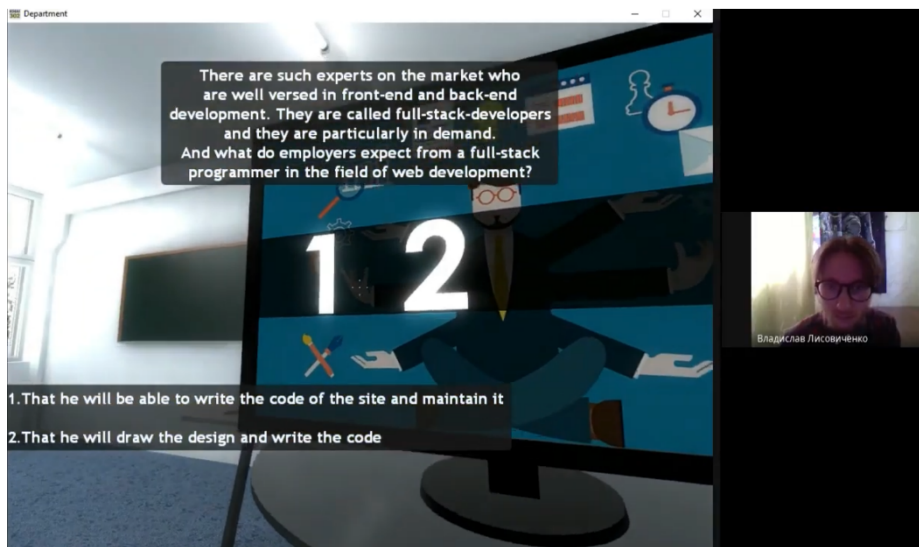 Department
There are such experts on the market who
are well versed in front-end and back-end
development. They are called full-stack-developers
and they are particularly in demand.
And what do employers expect from a full-stack
programmer in the field of web development?
1 2
1.That he will be able to write the code of the site and maintain it
2.That he will draw the design and write the code
Владислав Лисовиченко